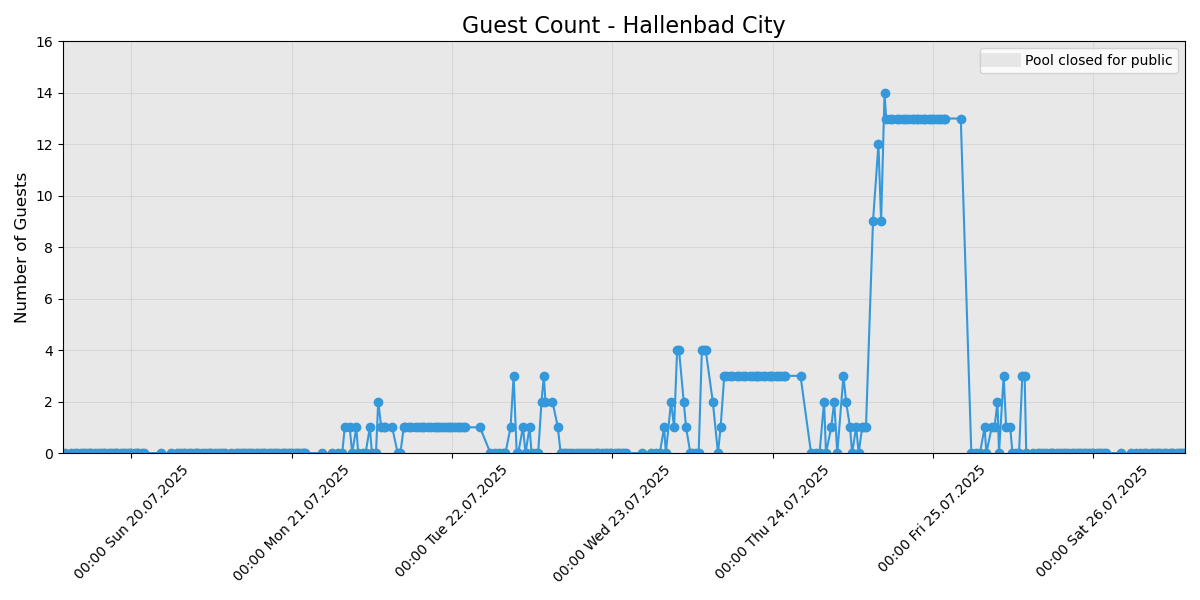 Guest Count - Hallenbad City
Number of Guests
16
14
12
10
8
6
4
2
0
Pool closed for public
00:00 Sun 20.07.2025
00:00 Mon 21.07.2025
00:00 Tue 22.07.2025
00:00 Wed 23.07.2025
00:00 Thu 24.07.2025
00:00 Fri 25.07.2025
00:00 Sat 26.07.2025